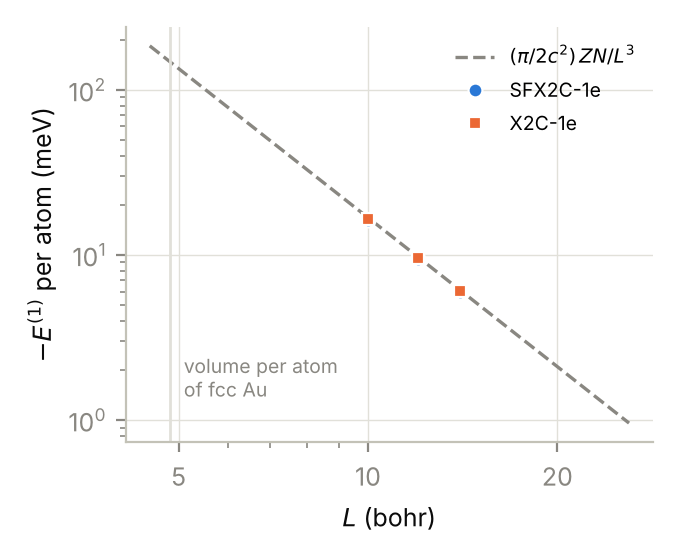 (π/2c²) ZN/L³
SFX2C-1e
X2C-1e
10²
10¹
10⁰
−E⁽¹⁾ per atom (meV)
volume per atom
of fcc Au
5
10
20
L (bohr)